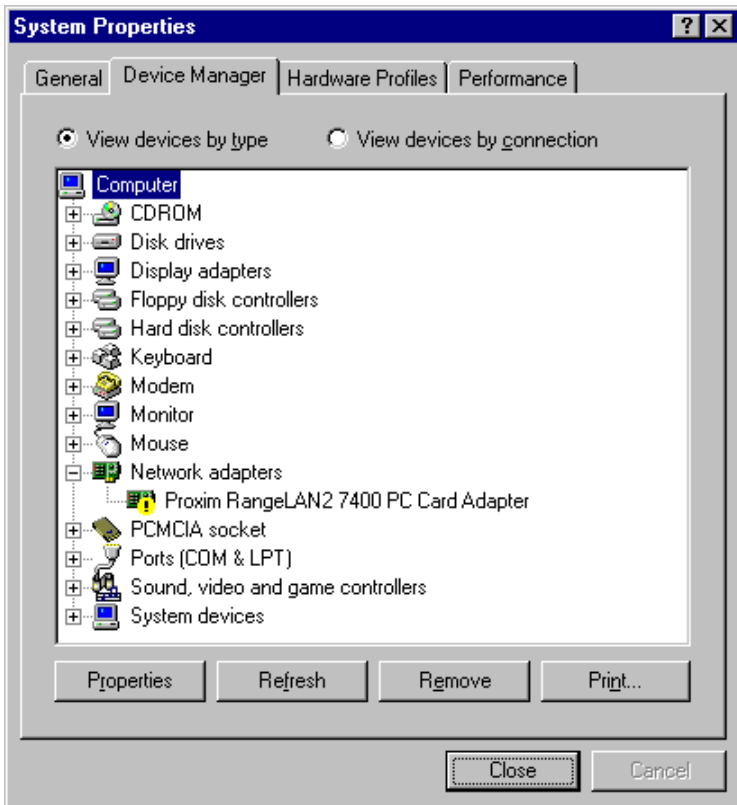 System Properties
General Device Manager Hardware Profiles Performance
View devices by type View devices by connection
Computer
CDROM
Disk drives
Display adapters
Floppy disk controllers
Hard disk controllers
Keyboard
Modem
Monitor
Mouse
Network adapters
Proxim RangeLAN2 7400 PC Card Adapter
PCMCIA socket
Ports (COM & LPT)
Sound, video and game controllers
System devices
Properties Refresh Remove Print...
Close Cancel